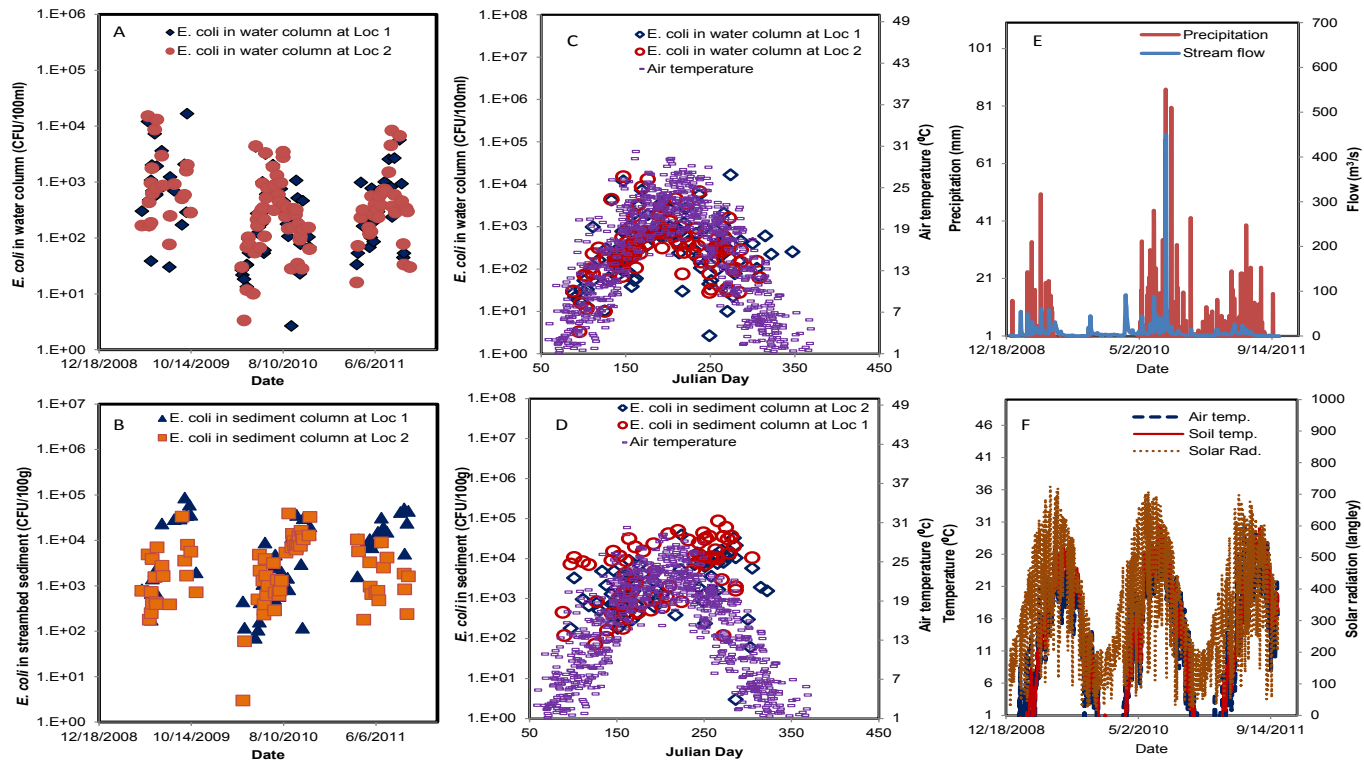 A
E. coli in water column at Loc 1
E. coli in water column at Loc 2
E. coli in water column (CFU/100ml)
1.E+06
1.E+05
1.E+04
1.E+03
1.E+02
1.E+01
1.E+00
12/18/2008 10/14/2009 8/10/2010 6/6/2011
Date
C
E. coli in water column at Loc 1
E. coli in water column at Loc 2
Air temperature
E. coli in water column (CFU/100ml)
1.E+08
1.E+07
1.E+06
1.E+05
1.E+04
1.E+03
1.E+02
1.E+01
1.E+00
49
43
37
31
25
19
13
7
1
Air temperature (⁰C)
50 150 250 350 450
Julian Day
E
Precipitation
Stream flow
Precipitation (mm)
101
81
61
41
21
1
700
600
500
400
300
200
100
0
Flow (m³/s)
12/18/2008 5/2/2010 9/14/2011
Date
B
E. coli in sediment column at Loc 1
E. coli in sediment column at Loc 2
E. coli in streambed sediment (CFU/100g)
1.E+07
1.E+06
1.E+05
1.E+04
1.E+03
1.E+02
1.E+01
1.E+00
12/18/2008 10/14/2009 8/10/2010 6/6/2011
Date
D
E. coli in sediment column at Loc 2
E. coli in sediment column at Loc 1
Air temperature
E. coli in sediment (CFU/100g)
1.E+08
1.E+07
1.E+06
1.E+05
1.E+04
1.E+03
1.E+02
1.E+01
1.E+00
49
43
37
31
25
19
13
7
1
Air temperature (⁰c)
50 150 250 350 450
Julian Day
F
Air temp.
Soil temp.
Solar Rad.
Temperature (⁰C)
46
41
36
31
26
21
16
11
6
1
1000
900
800
700
600
500
400
300
200
100
0
Solar radiation (langley)
12/18/2008 5/2/2010 9/14/2011
Date